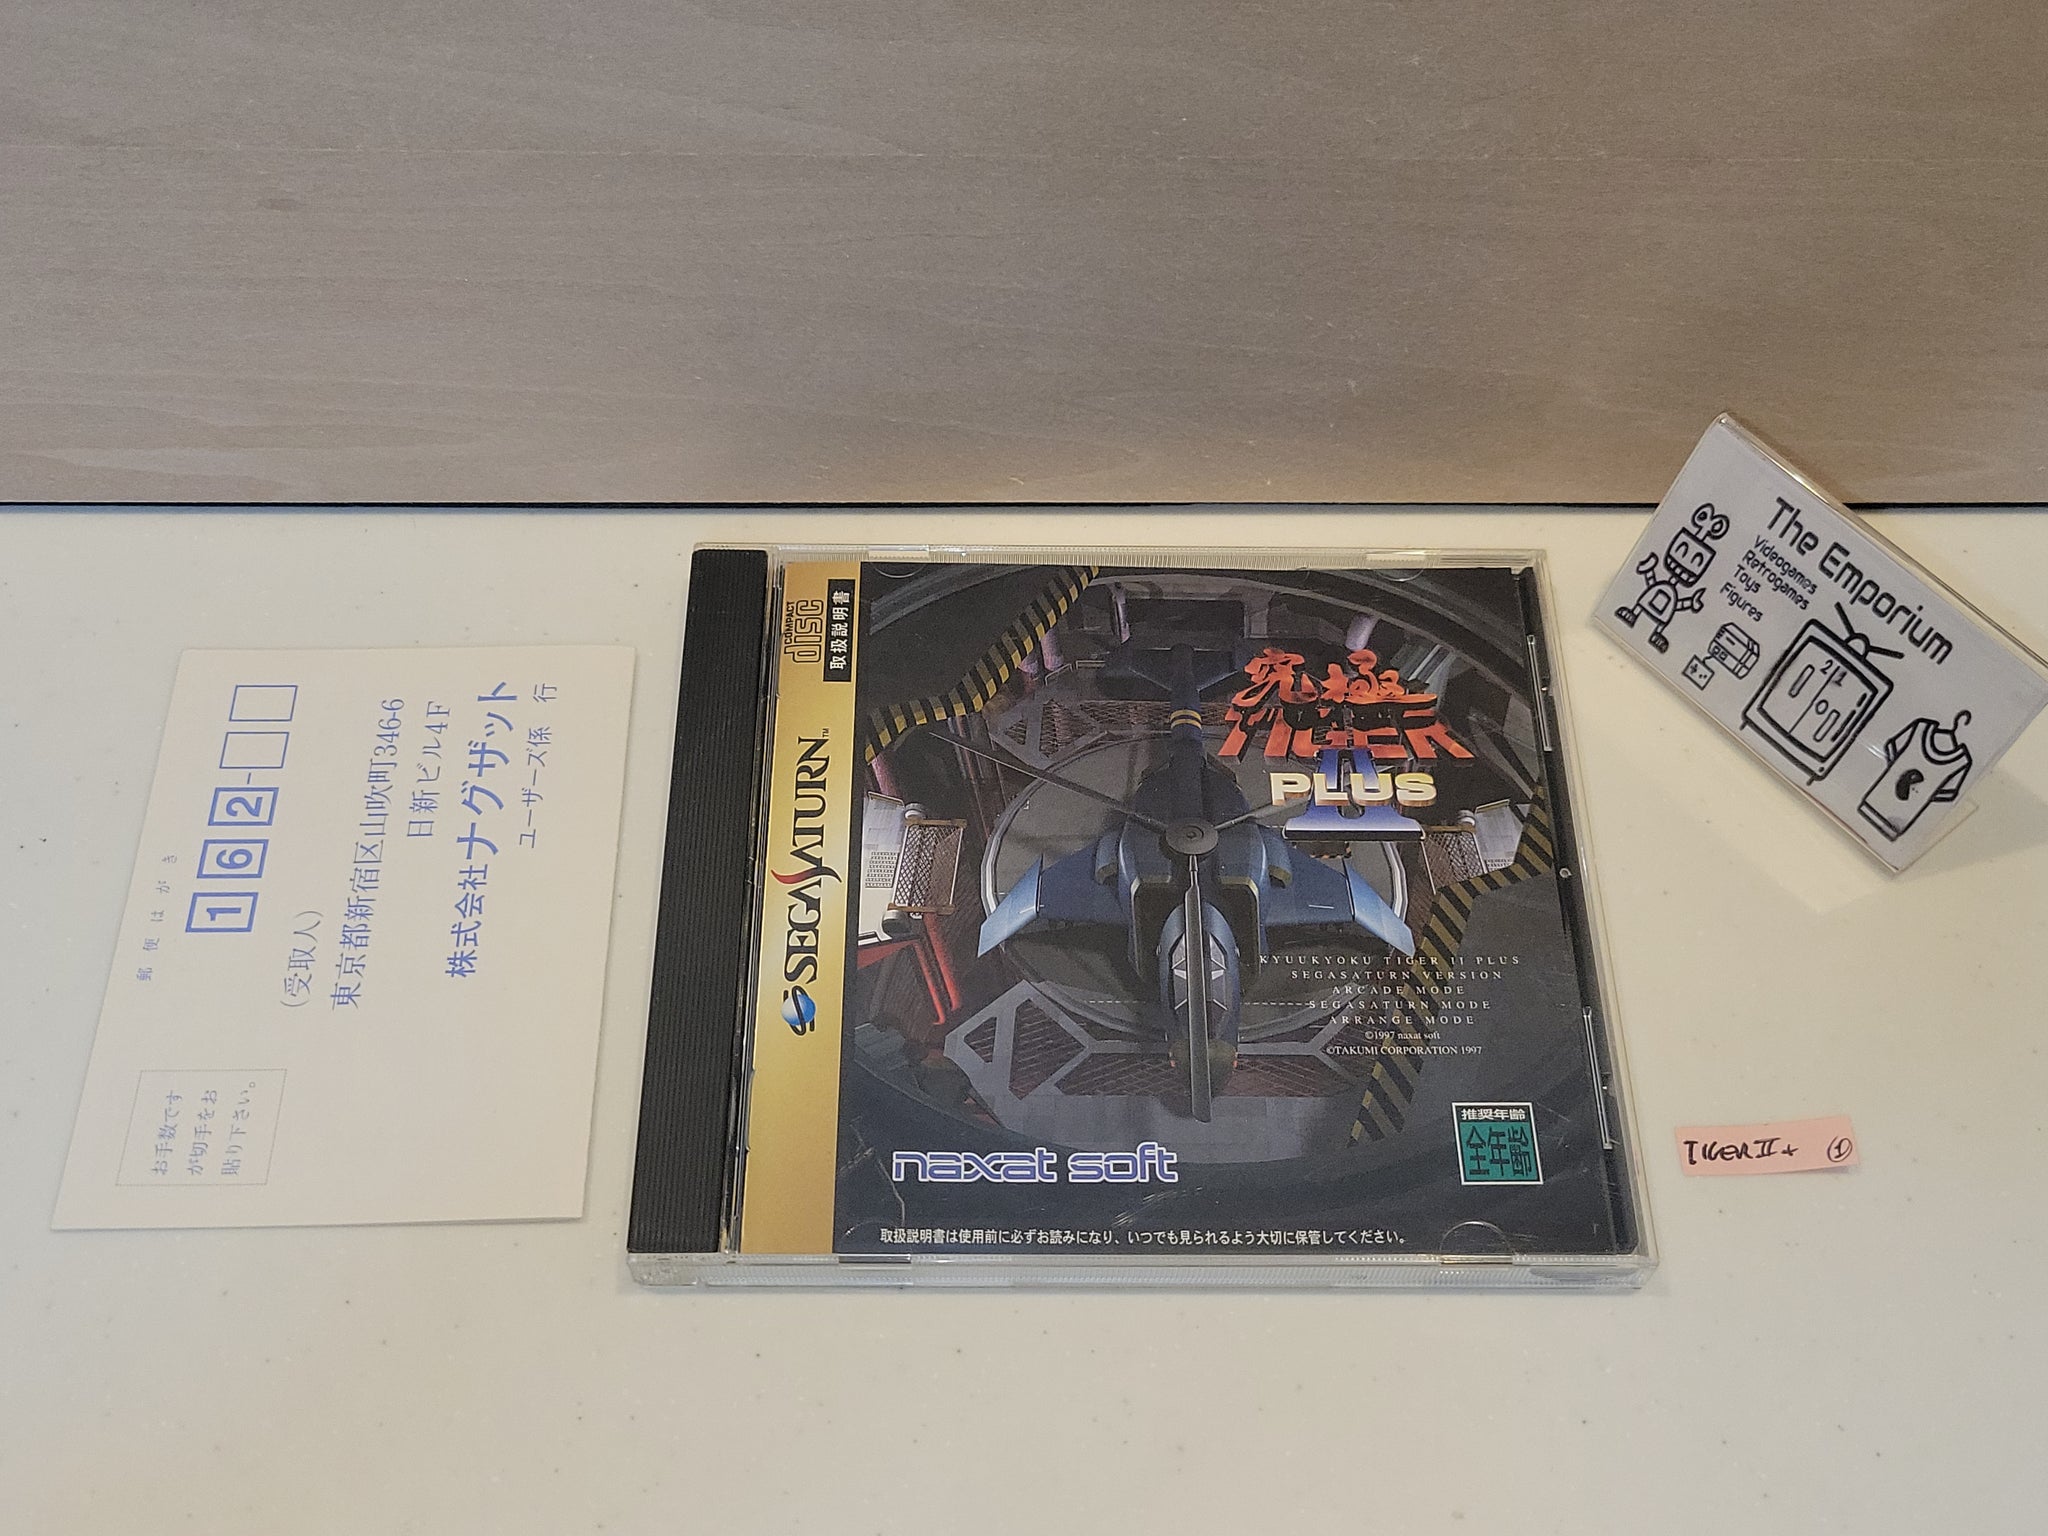 郵便はがき
162-
(受取人)
東京都新宿区山吹町346-6
日新ビル4F
株式会社ナグザット
ユーザーズ係 行
お手数です
が切手をお
貼り下さい。
COMPACT
disc
取扱説明書
SEGA SATURN™
究極
TIGER
II
PLUS
KYUUKYOKU TIGER II PLUS
SEGASATURN VERSION
ARCADE MODE
SEGASATURN MODE
ARRANGE MODE
©1997 naxat soft
©TAKUMI CORPORATION 1997
推奨年齢
全年齢
naxat soft
取扱説明書は使用前に必ずお読みになり、いつでも見られるよう大切に保管してください。
The Emporium
Videogames
Retrogames
Toys
Figures
TIGER II + ①